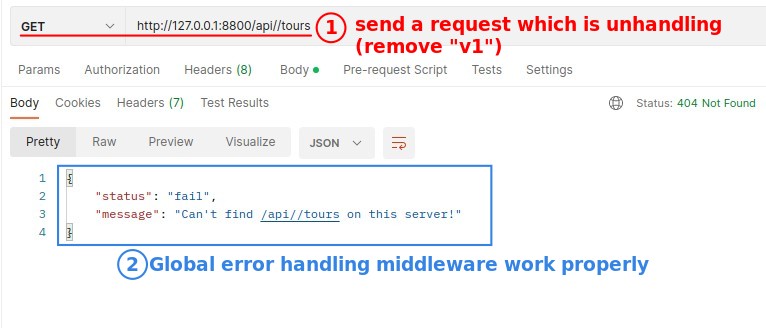 GET http://127.0.0.1:8800/api//tours
1 send a request which is unhandling
(remove "v1")
Params Authorization Headers (8) Body Pre-request Script Tests Settings
Body Cookies Headers (7) Test Results Status: 404 Not Found
Pretty Raw Preview Visualize JSON
1 {
2 "status": "fail",
3 "message": "Can't find /api//tours on this server!"
4 }
2 Global error handling middleware work properly